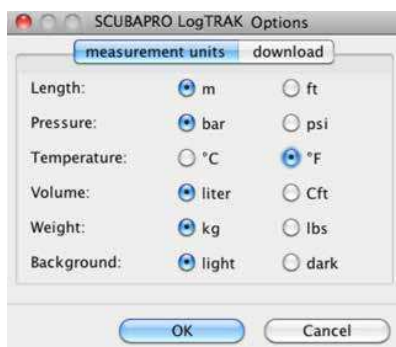 SCUBAPRO LogTRAK Options
measurement units download
Length: m ft
Pressure: bar psi
Temperature: °C °F
Volume: liter Cft
Weight: kg lbs
Background: light dark
OK Cancel